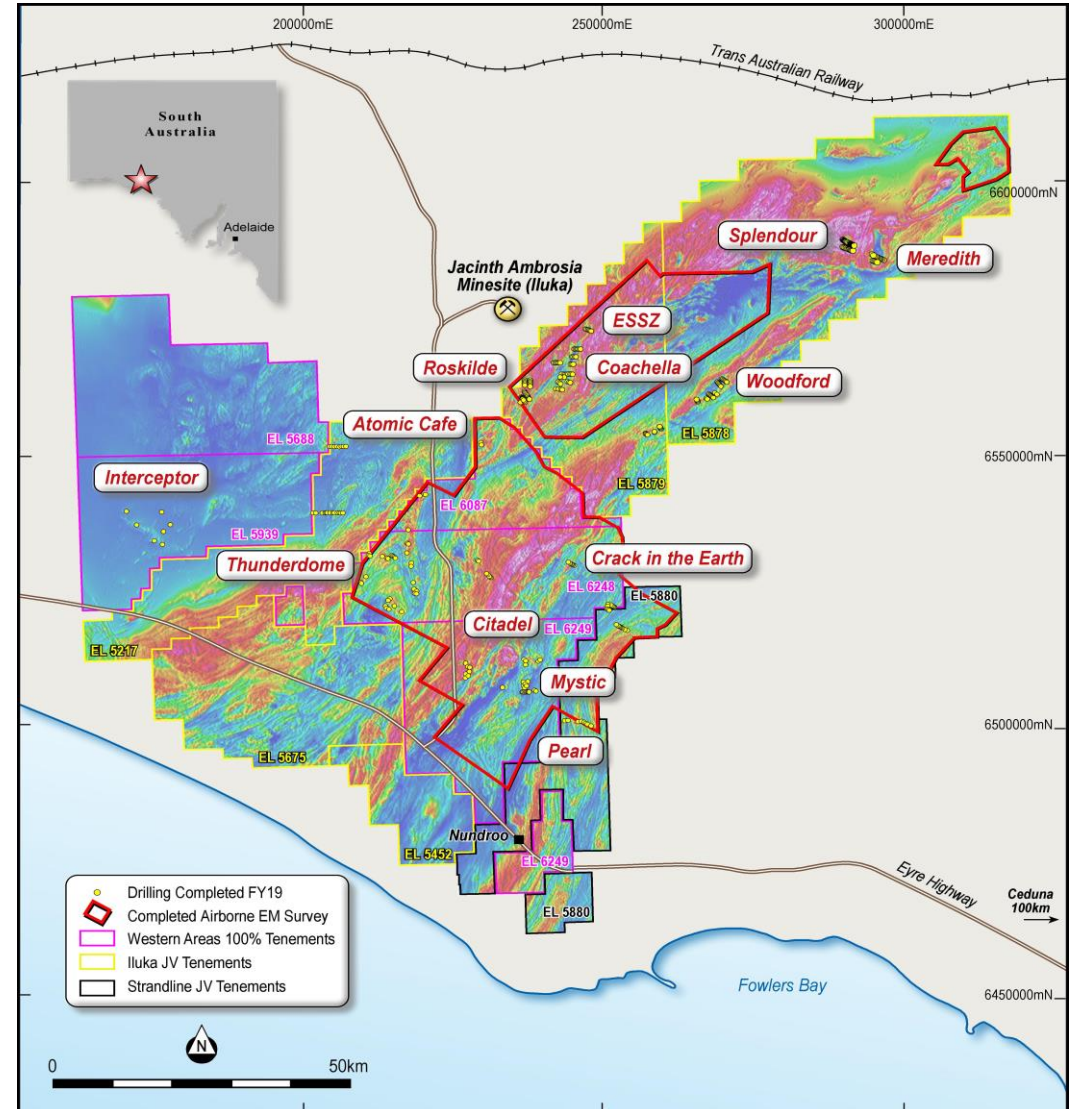 200000mE
250000mE
300000mE
Trans Australian Railway
South
Australia
Adelaide
6600000mN
Splendour
Meredith
Jacinth Ambrosia
Minesite (Iluka)
ESSZ
Roskilde
Coachella
Woodford
Atomic Cafe
EL 5688
EL 5878
6550000mN
Interceptor
EL 5879
EL 6087
EL 5939
Thunderdome
Crack in the Earth
EL 6248
EL 5880
Citadel
EL 6249
EL 5217
Mystic
6500000mN
Pearl
EL 5675
Nundroo
EL 5452
EL 6249
Eyre Highway
Ceduna
100km
EL 5880
Drilling Completed FY19
Completed Airborne EM Survey
Western Areas 100% Tenements
Iluka JV Tenements
Strandline JV Tenements
Fowlers Bay
6450000mN
N
0
50km